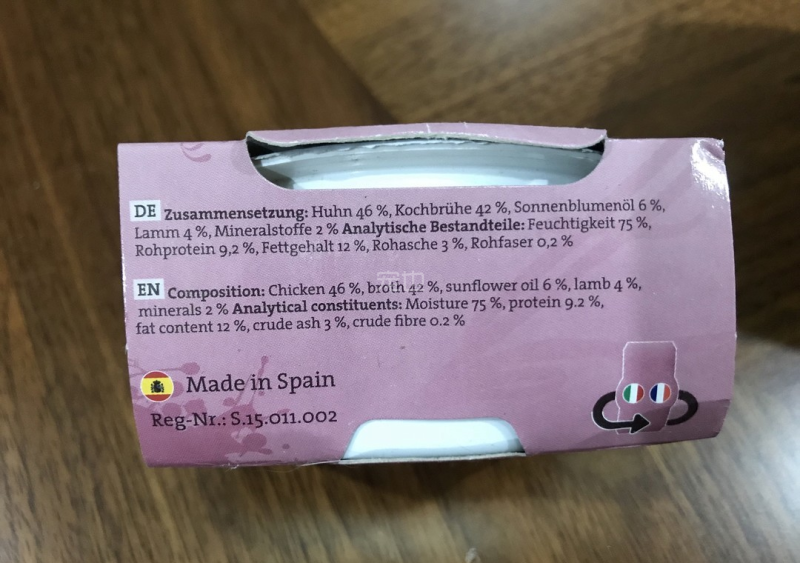 DE Zusammensetzung: Huhn 46 %, Kochbrühe 42 %, Sonnenblumenöl 6 %,
Lamm 4 %, Mineralstoffe 2 % Analytische Bestandteile: Feuchtigkeit 75 %,
Rohprotein 9,2 %, Fettgehalt 12 %, Rohasche 3 %, Rohfaser 0,2 %
EN Composition: Chicken 46 %, broth 42 %, sunflower oil 6 %, lamb 4 %,
minerals 2 % Analytical constituents: Moisture 75 %, protein 9.2 %,
fat content 12 %, crude ash 3 %, crude fibre 0.2 %
Made in Spain
Reg-Nr.: S.15.011.002